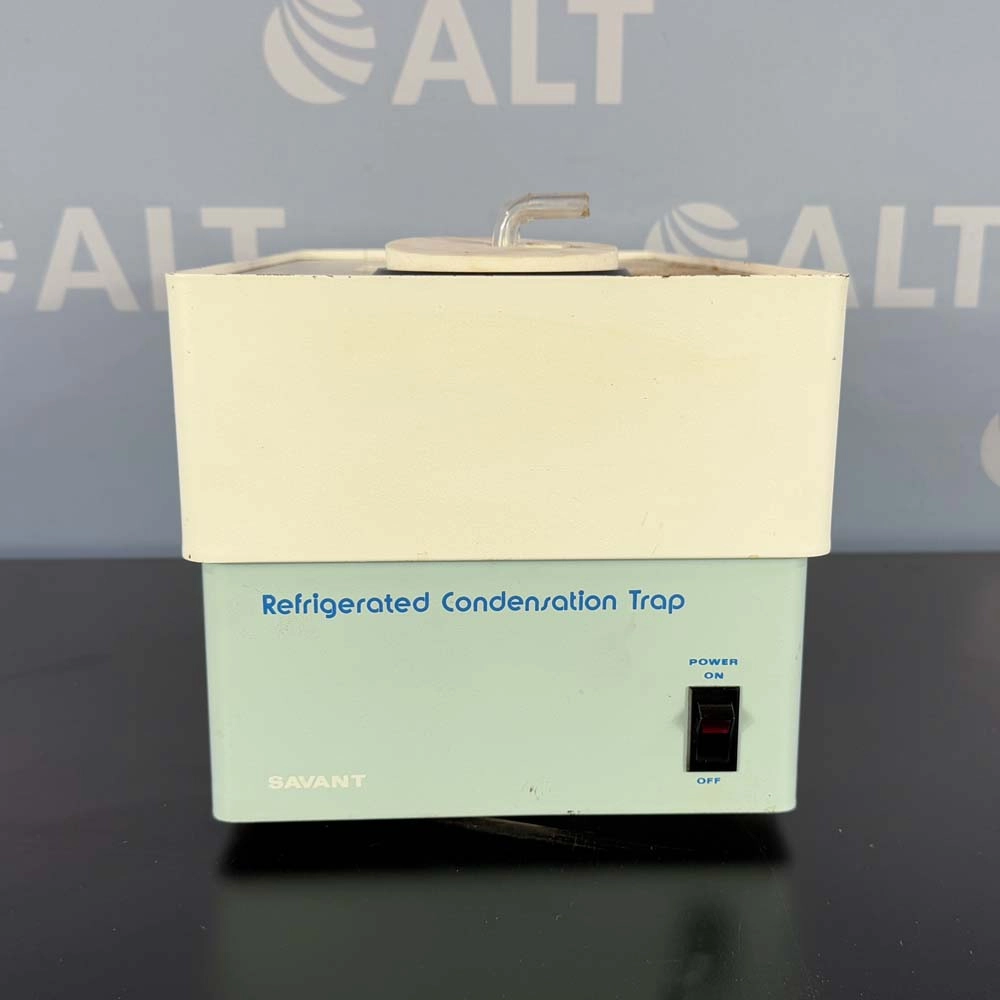 ALT
ALT
ALT
Refrigerated Condensation Trap
POWER
ON
OFF
SAVANT